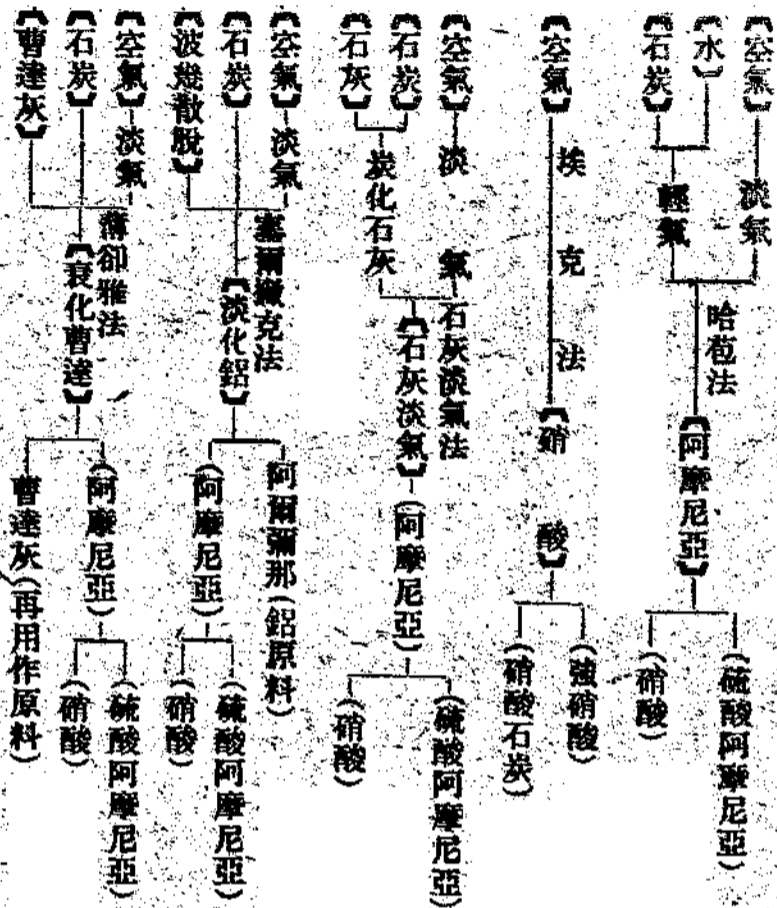 【空氣】淡氣
【水】
【石炭】
輕氣
哈苞法
【阿摩尼亞】
(硫酸阿摩尼亞)
(硝酸)
【空氣】埃克法【硝酸】
(強硝酸)
(硝酸石炭)
【空氣】淡氣石灰淡氣法
【石炭】
【石灰】
炭化石灰
【石灰淡氣】(阿摩尼亞)
(硫酸阿摩尼亞)
(硝酸)
【空氣】淡氣
【石炭】
【波幾散脫】
塞爾撇克法
【淡化鋁】
阿爾彌那(鋁原料)
(阿摩尼亞)
(硫酸阿摩尼亞)
(硝酸)
【空氣】淡氣
【石炭】
【曹達灰】
薄卻雅法
【衰化曹達】
(阿摩尼亞)
(硫酸阿摩尼亞)
(硝酸)
曹達灰(再用作原料)